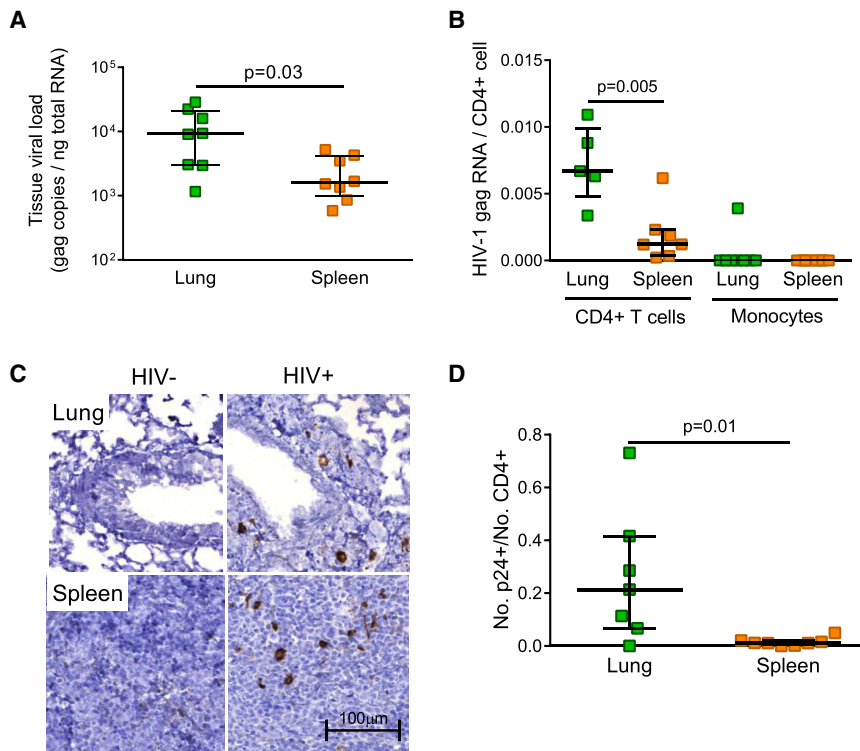 A
Tissue viral load
(gag copies / ng total RNA)
10⁵
10⁴
10³
10²
p=0.03
Lung Spleen
B
HIV-1 gag RNA / CD4+ cell
0.015
0.010
0.005
0.000
p=0.005
Lung Spleen Lung Spleen
CD4+ T cells Monocytes
C
HIV- HIV+
Lung
Spleen
100µm
D
No. p24+/No. CD4+
0.8
0.6
0.4
0.2
0.0
p=0.01
Lung Spleen